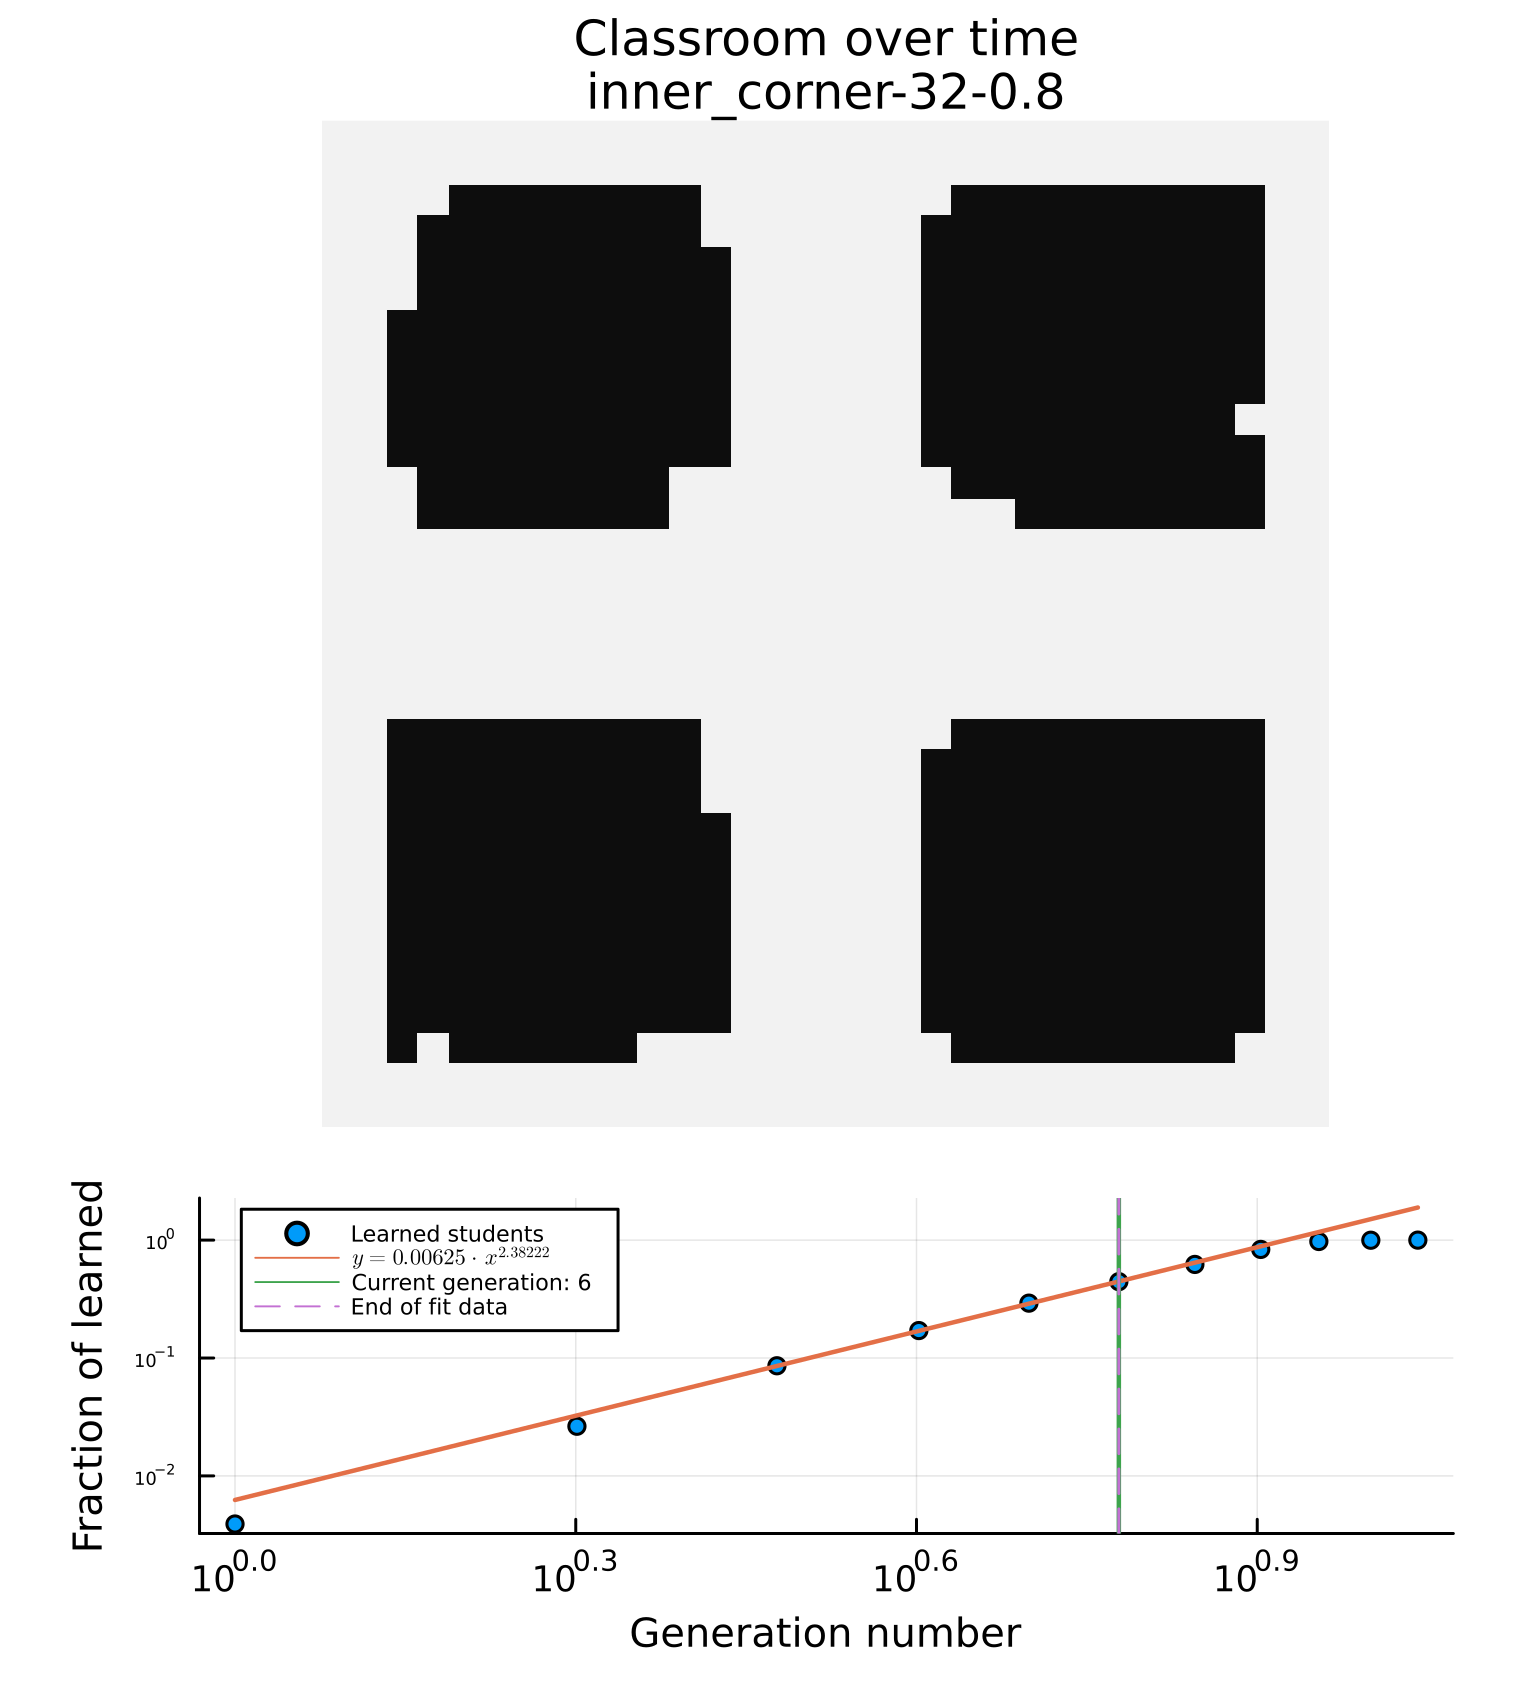 Classroom over time
inner_corner-32-0.8
Fraction of learned
10^0
10^-1
10^-2
Learned students
y = 0.00625 · x^2.38222
Current generation: 6
End of fit data
10^0.0 10^0.3 10^0.6 10^0.9
Generation number